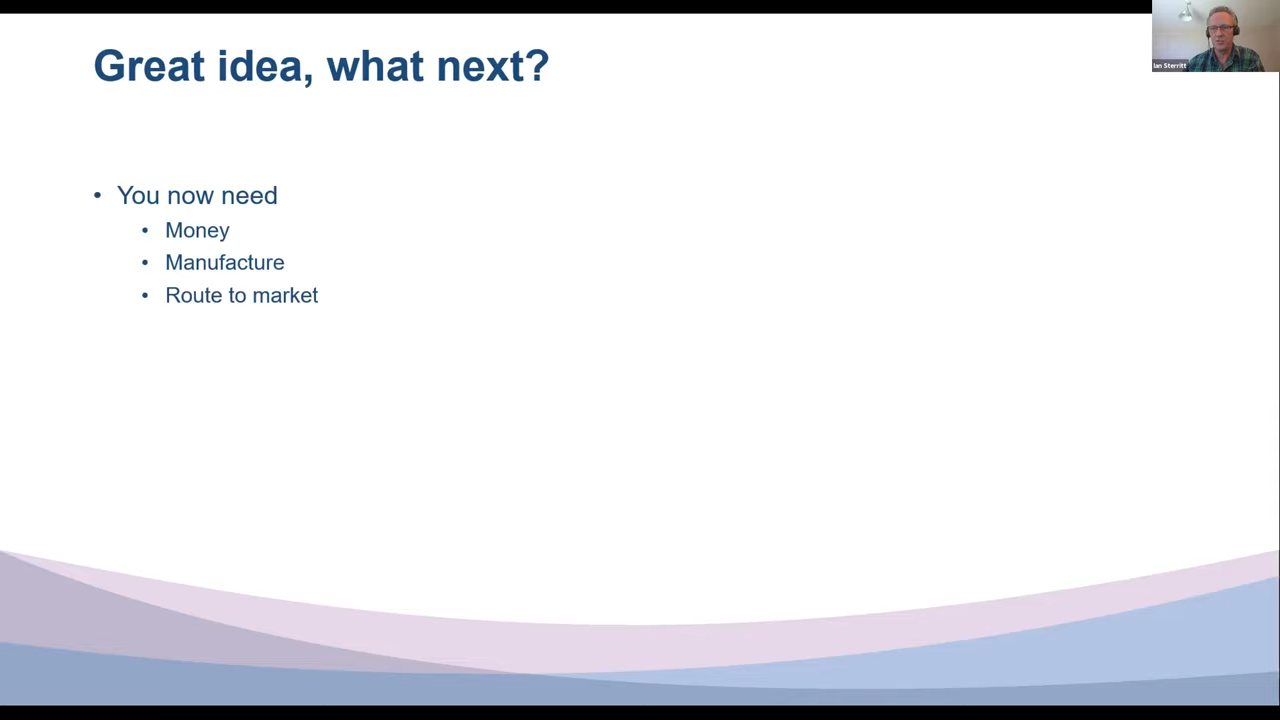 Great idea, what next?
• You now need
• Money
• Manufacture
• Route to market
Ian Sterritt